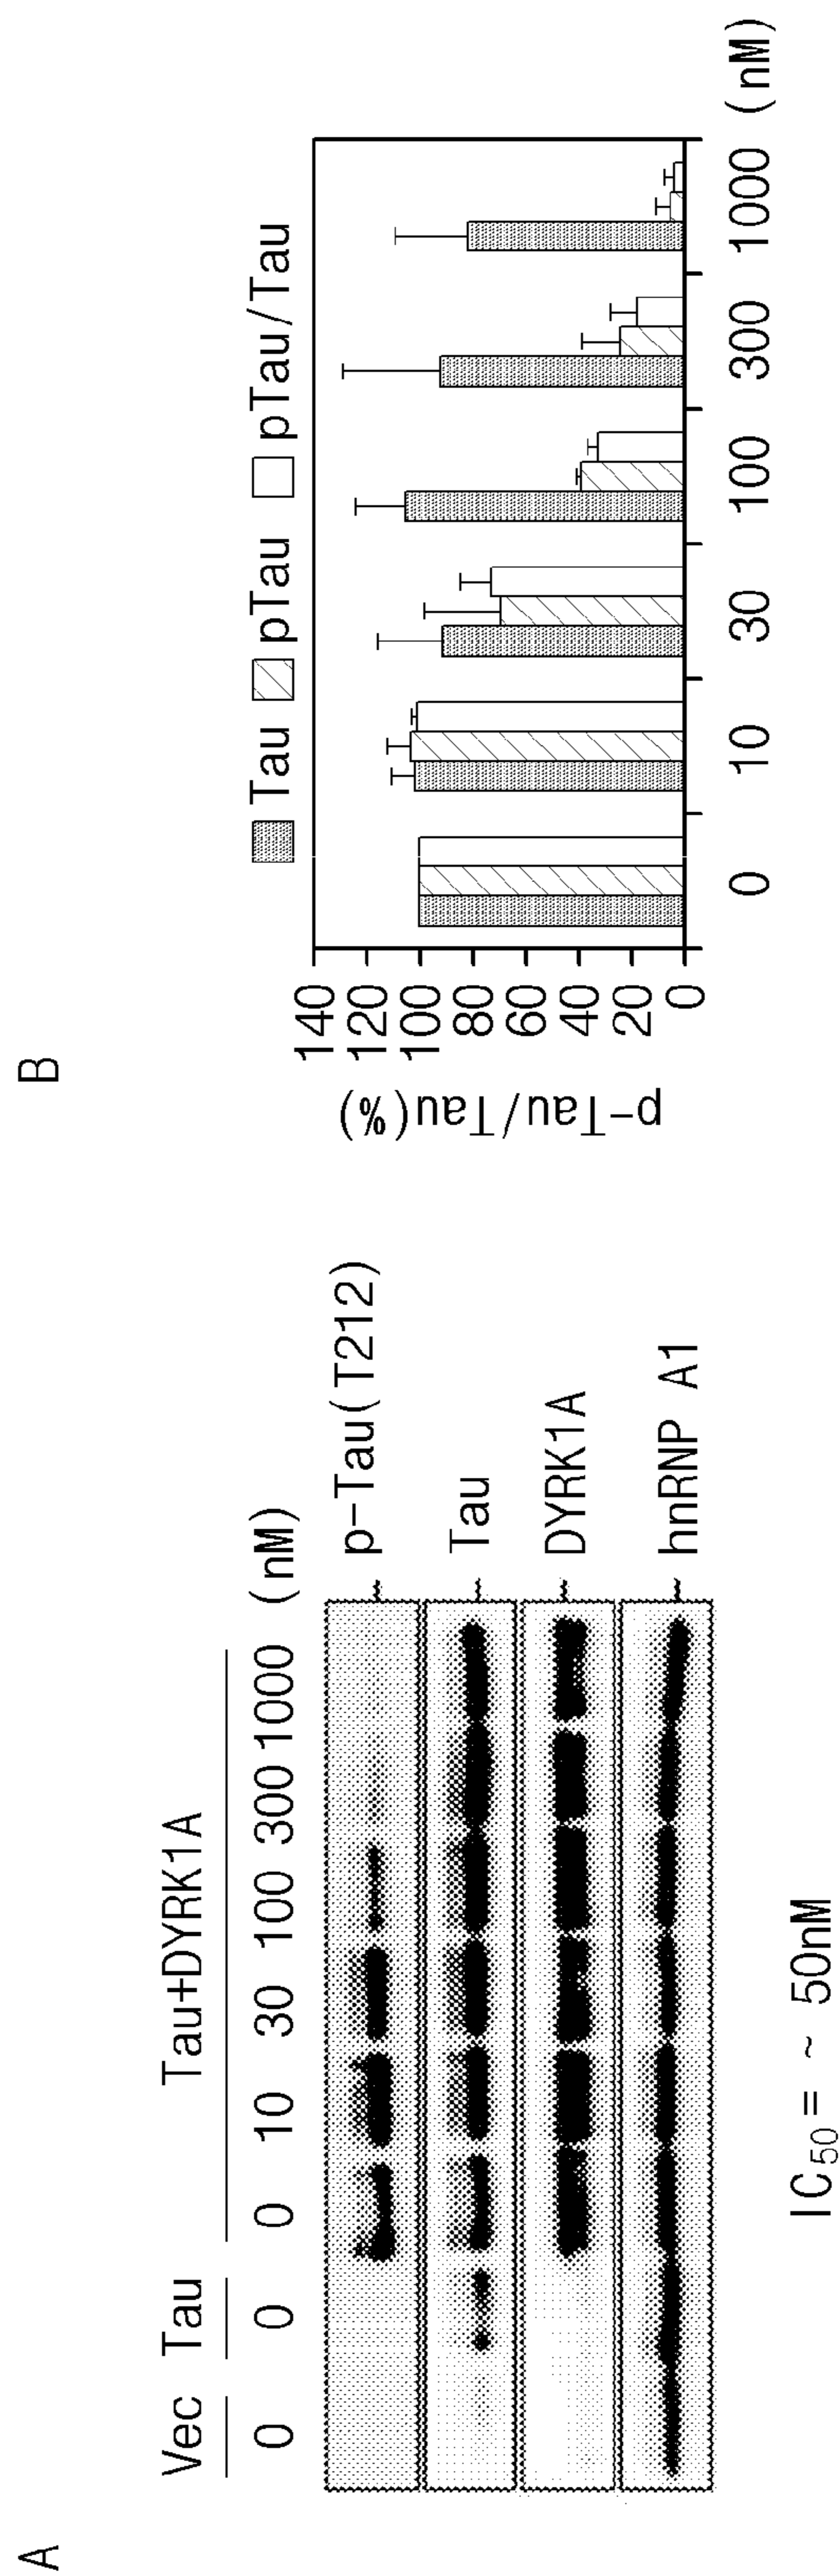 A
Vec Tau Tau+DYRK1A
0 0 0 10 30 100 300 1000 (nM)
p-Tau(T212)
Tau
DYRK1A
hnRNP A1
IC50= ~ 50nM
B
Tau pTau pTau/Tau
p-Tau/Tau(%)
140
120
100
80
60
40
20
0
0 10 30 100 300 1000 (nM)